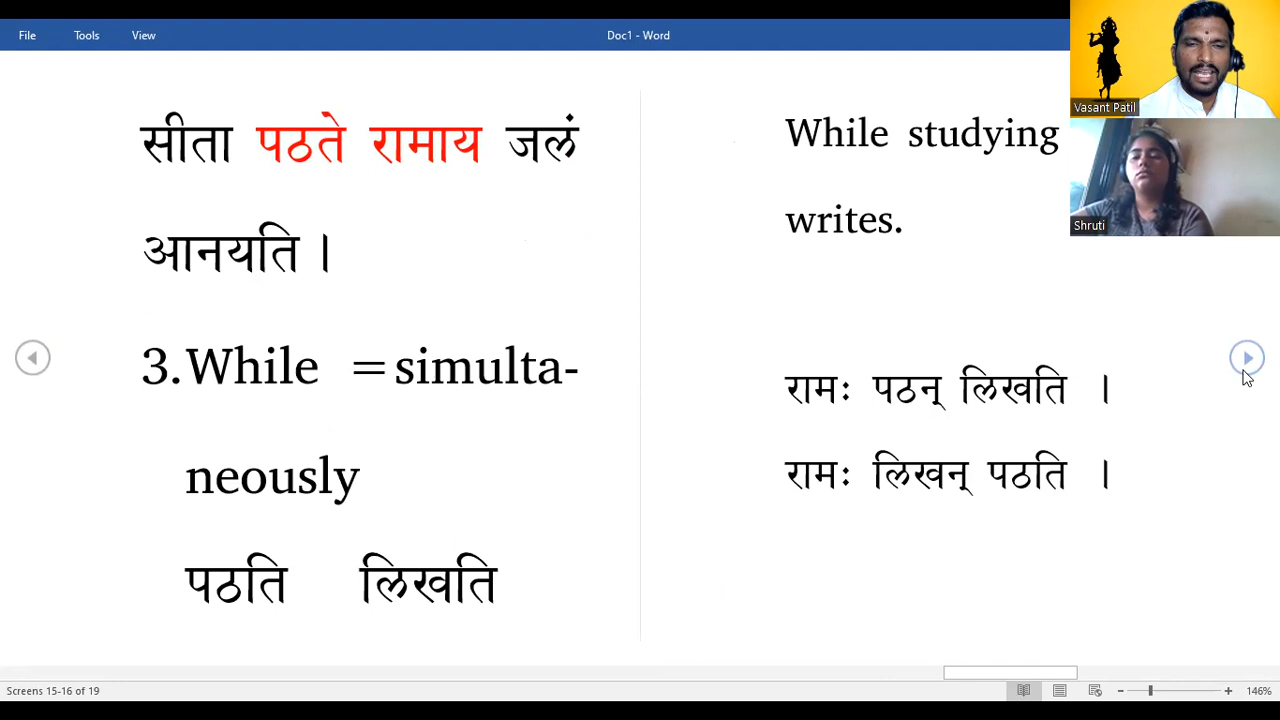 File Tools View Doc1 - Word
Vasant Patil
Shruti
सीता पठते रामाय जलं
आनयति ।
3.While =simulta-
neously
पठति लिखति
While studying
writes.
रामः पठन् लिखति ।
रामः लिखन् पठति ।
Screens 15-16 of 19
146%